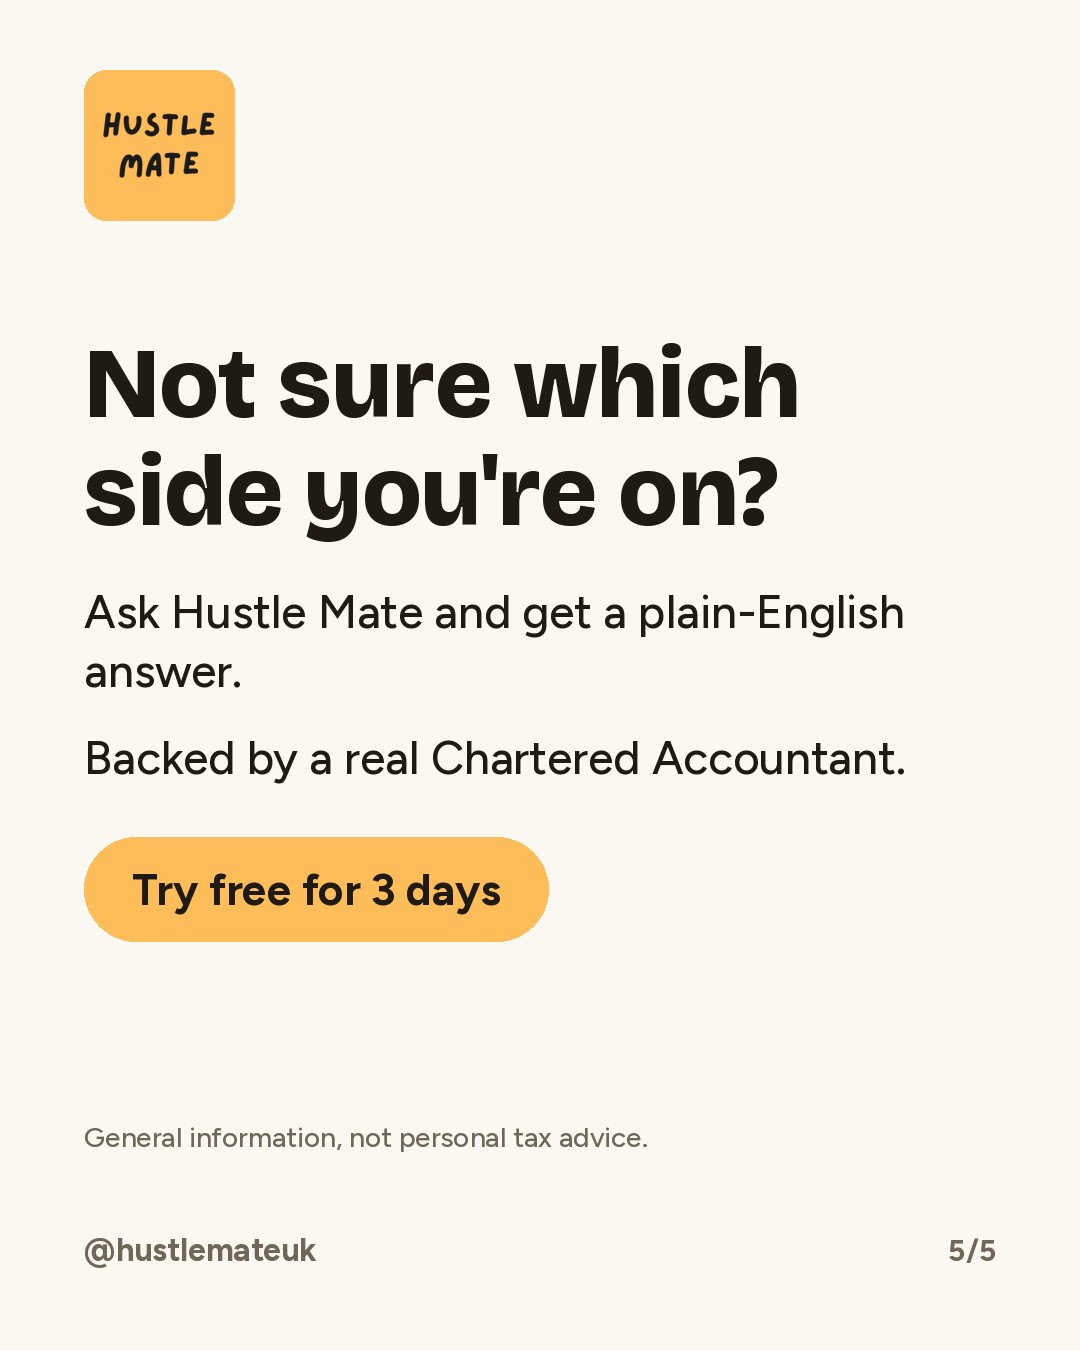 HUSTLE
MATE
Not sure which
side you're on?
Ask Hustle Mate and get a plain-English
answer.
Backed by a real Chartered Accountant.
Try free for 3 days
General information, not personal tax advice.
@hustlemateuk
5/5